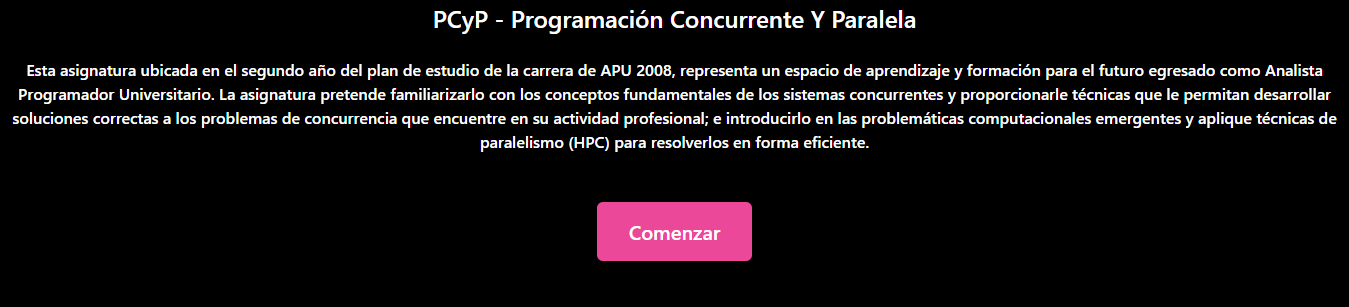 PCyP - Programación Concurrente Y Paralela
Esta asignatura ubicada en el segundo año del plan de estudio de la carrera de APU 2008, representa un espacio de aprendizaje y formación para el futuro egresado como Analista
Programador Universitario. La asignatura pretende familiarizarlo con los conceptos fundamentales de los sistemas concurrentes y proporcionarle técnicas que le permitan desarrollar
soluciones correctas a los problemas de concurrencia que encuentre en su actividad profesional; e introducirlo en las problemáticas computacionales emergentes y aplique técnicas de
paralelismo (HPC) para resolverlos en forma eficiente.
Comenzar